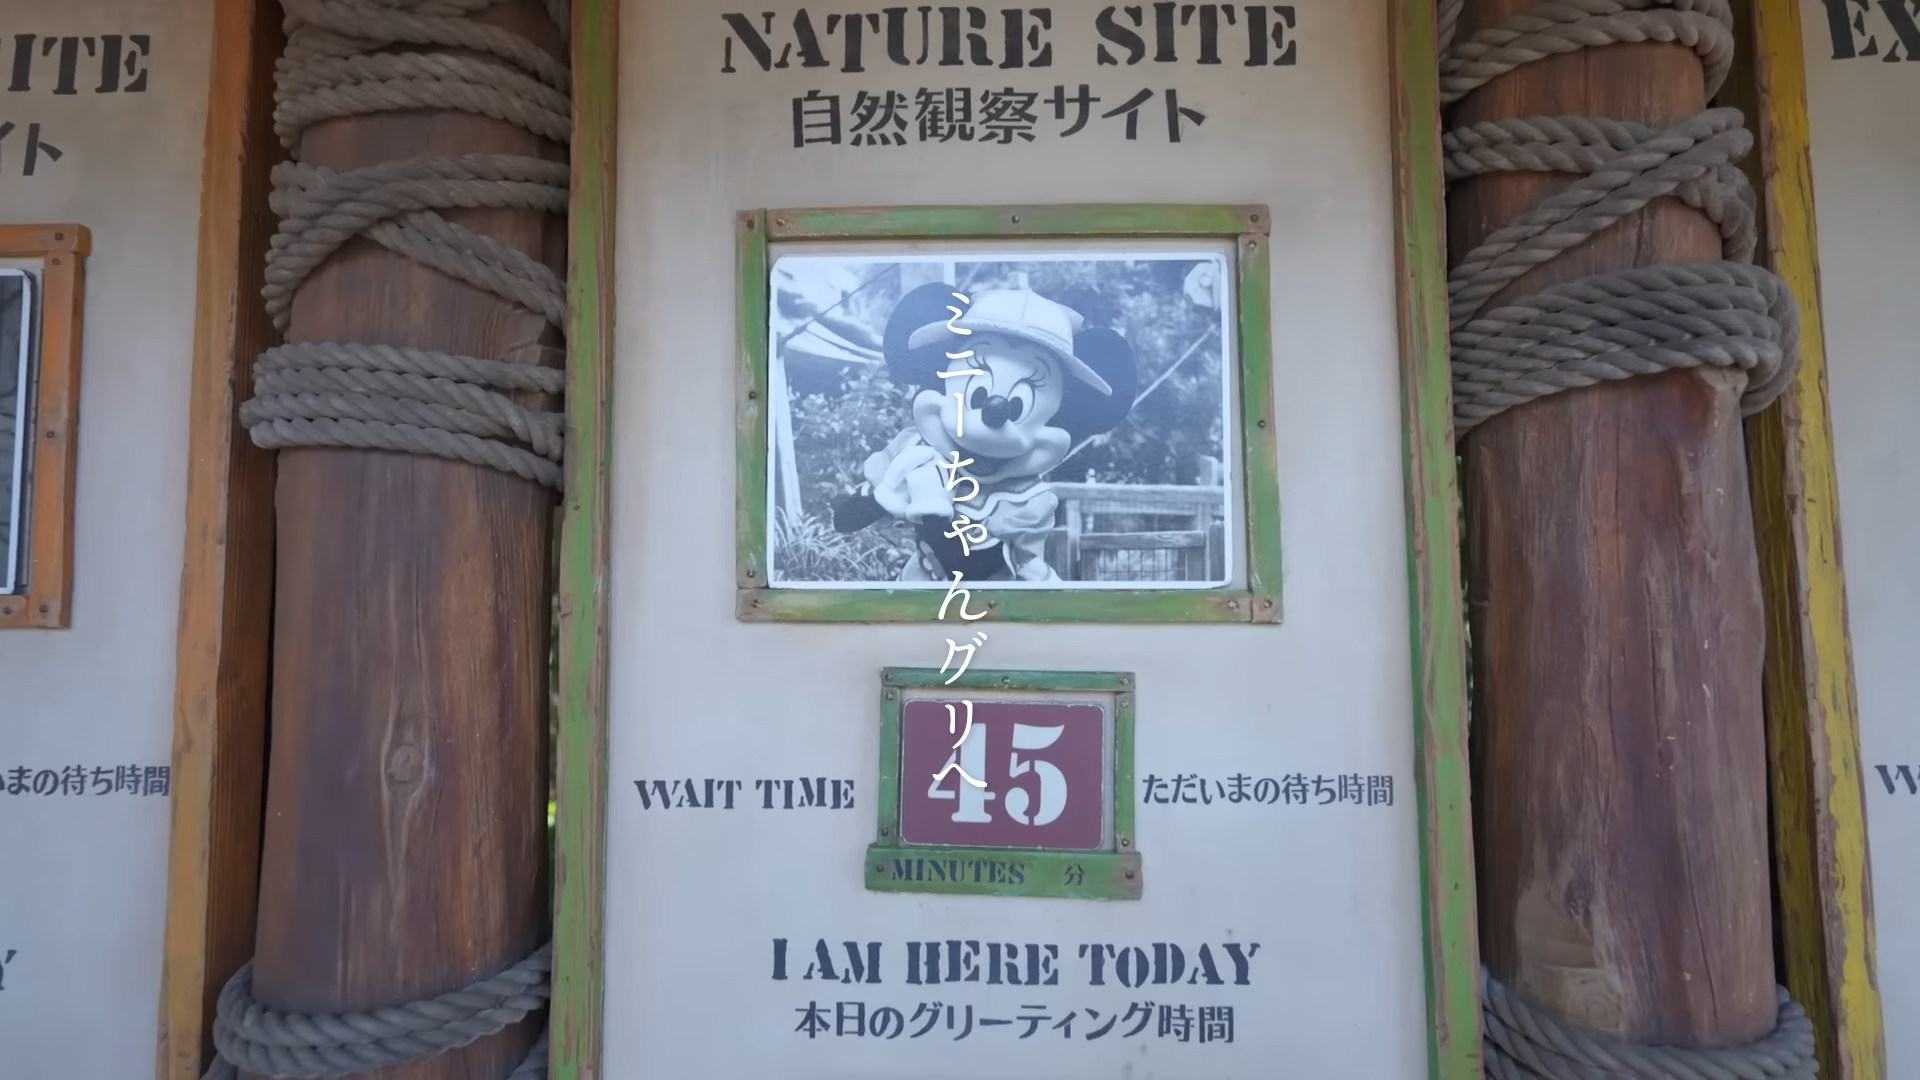 ITE
イト
いまの待ち時間
Y
NATURE SITE
自然観察サイト
ミニーちゃんグリへ
WAIT TIME 45 ただいまの待ち時間
MINUTES 分
I AM HERE TODAY
本日のグリーティング時間
EX
W